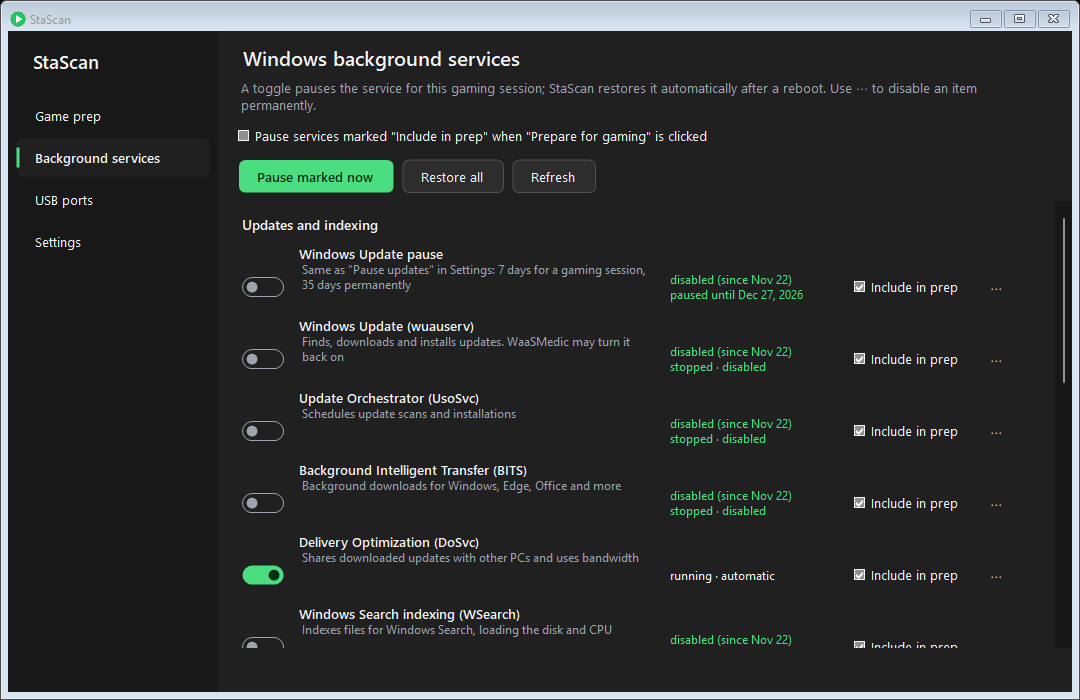 StaScan
StaScan
Game prep
Background services
USB ports
Settings
Windows background services
A toggle pauses the service for this gaming session; StaScan restores it automatically after a reboot. Use ··· to disable an item
permanently.
Pause services marked "Include in prep" when "Prepare for gaming" is clicked
Pause marked now
Restore all
Refresh
Updates and indexing
Windows Update pause
Same as "Pause updates" in Settings: 7 days for a gaming session,
35 days permanently
disabled (since Nov 22)
paused until Dec 27, 2026
Include in prep
...
Windows Update (wuauserv)
Finds, downloads and installs updates. WaaSMedic may turn it
back on
disabled (since Nov 22)
stopped · disabled
Include in prep
...
Update Orchestrator (UsoSvc)
Schedules update scans and installations
disabled (since Nov 22)
stopped · disabled
Include in prep
...
Background Intelligent Transfer (BITS)
Background downloads for Windows, Edge, Office and more
disabled (since Nov 22)
stopped · disabled
Include in prep
...
Delivery Optimization (DoSvc)
Shares downloaded updates with other PCs and uses bandwidth
running · automatic
Include in prep
...
Windows Search indexing (WSearch)
Indexes files for Windows Search, loading the disk and CPU
disabled (since Nov 22)
Include in prep